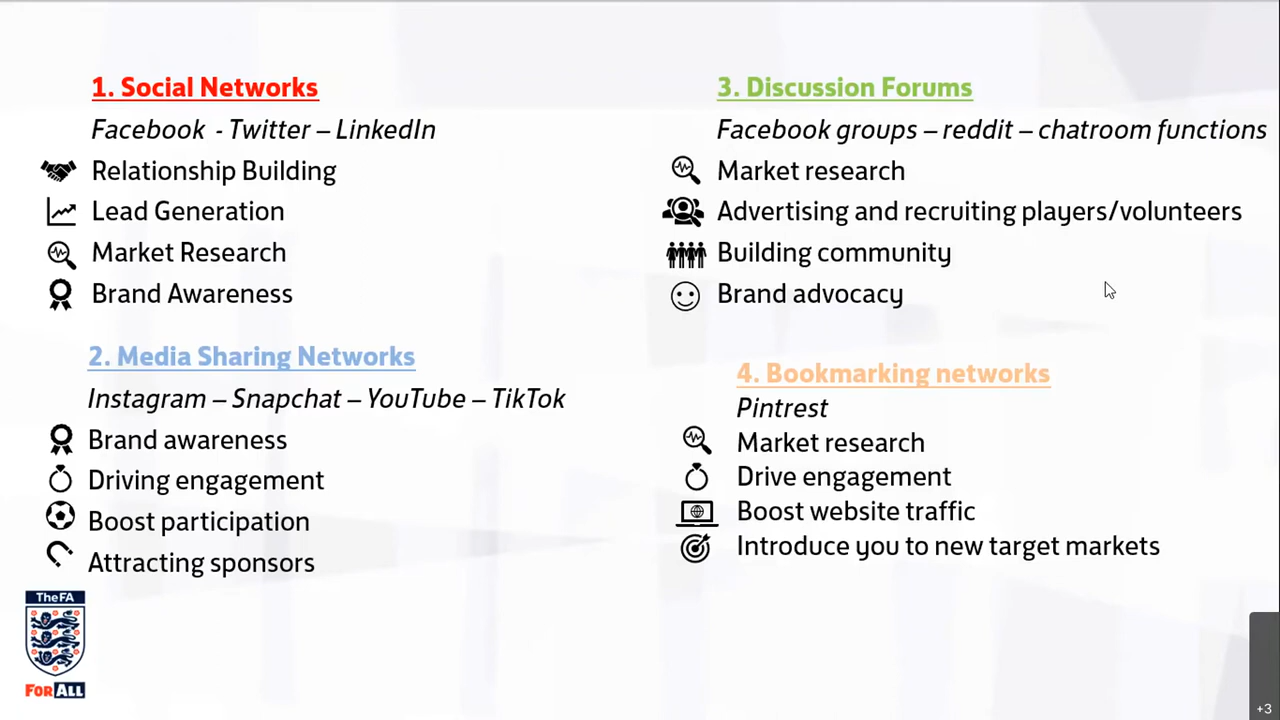 1. Social Networks
Facebook - Twitter – LinkedIn
Relationship Building
Lead Generation
Market Research
Brand Awareness
2. Media Sharing Networks
Instagram – Snapchat – YouTube – TikTok
Brand awareness
Driving engagement
Boost participation
Attracting sponsors
3. Discussion Forums
Facebook groups – reddit – chatroom functions
Market research
Advertising and recruiting players/volunteers
Building community
Brand advocacy
4. Bookmarking networks
Pintrest
Market research
Drive engagement
Boost website traffic
Introduce you to new target markets
TheFA
FORALL
+3